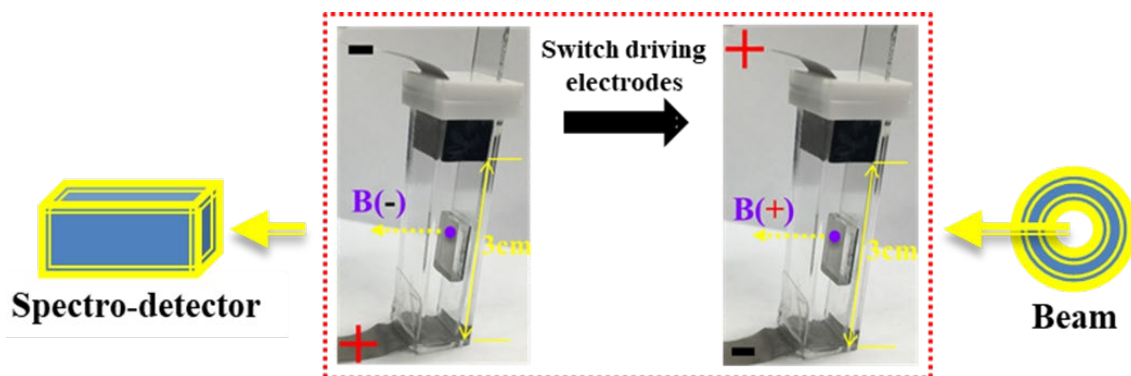 Switch driving
electrodes
B(-)
3cm
B(+)
3cm
Spectro-detector
Beam